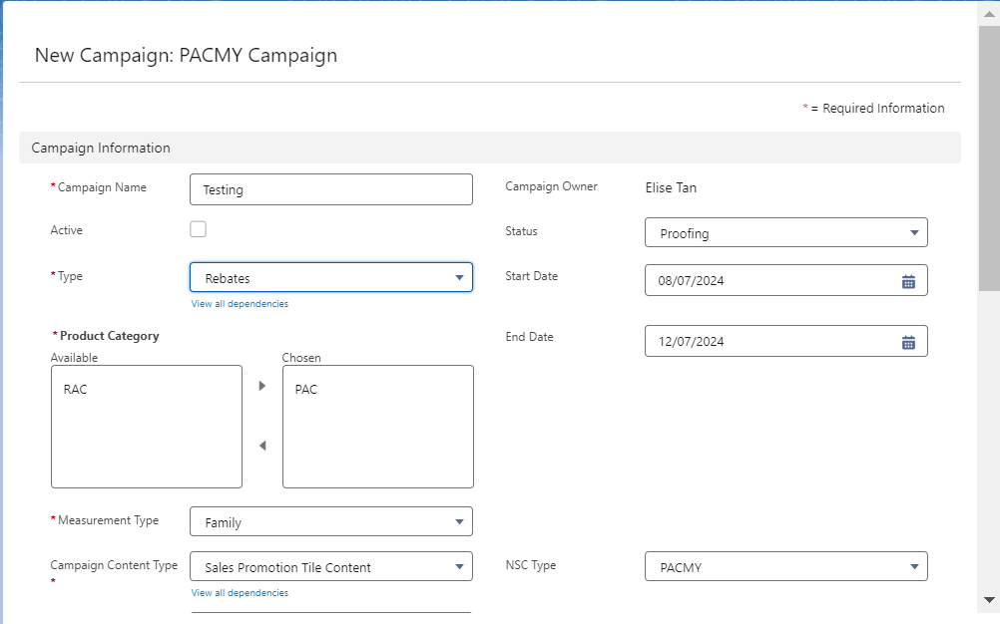 New Campaign: PACMY Campaign
* = Required Information
Campaign Information
* Campaign Name
Testing
Campaign Owner
Elise Tan
Active
Status
Proofing
* Type
Rebates
View all dependencies
Start Date
08/07/2024
* Product Category
Available
Chosen
RAC
PAC
End Date
12/07/2024
* Measurement Type
Family
Campaign Content Type
*
Sales Promotion Tile Content
View all dependencies
NSC Type
PACMY